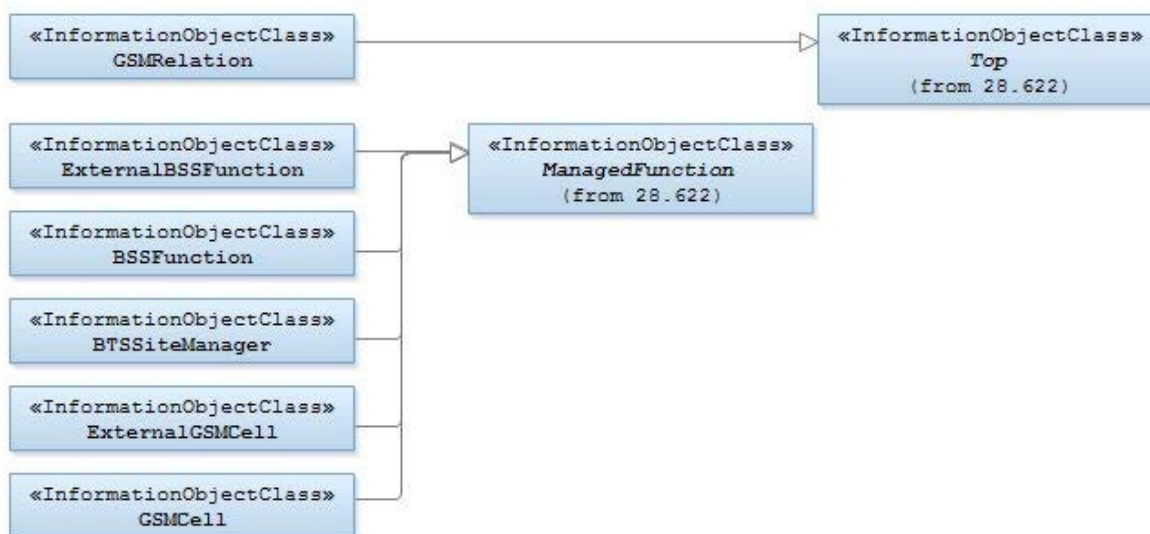 «InformationObjectClass»
GSMRelation
«InformationObjectClass»
Top
(from 28.622)
«InformationObjectClass»
ExternalBSSFunction
«InformationObjectClass»
ManagedFunction
(from 28.622)
«InformationObjectClass»
BSSFunction
«InformationObjectClass»
BTSSiteManager
«InformationObjectClass»
ExternalGSMCell
«InformationObjectClass»
GSMCell